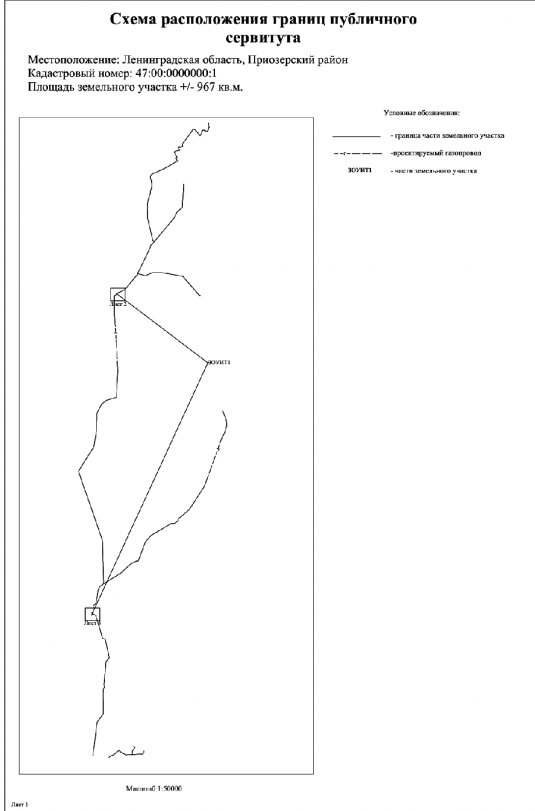 Схема расположения границ публичного
сервитута
Местоположение: Ленинградская область, Приозерский район
Кадастровый номер: 47:00:0000000:1
Площадь земельного участка +/- 967 кв.м.
Условные обозначения:
- граница части земельного участка
-проектируемый газопровод
ЗОУИТ1 - части земельного участка
Лист 2
ЗОУИТ1
Лист
Масштаб 1:50000
Лист 1